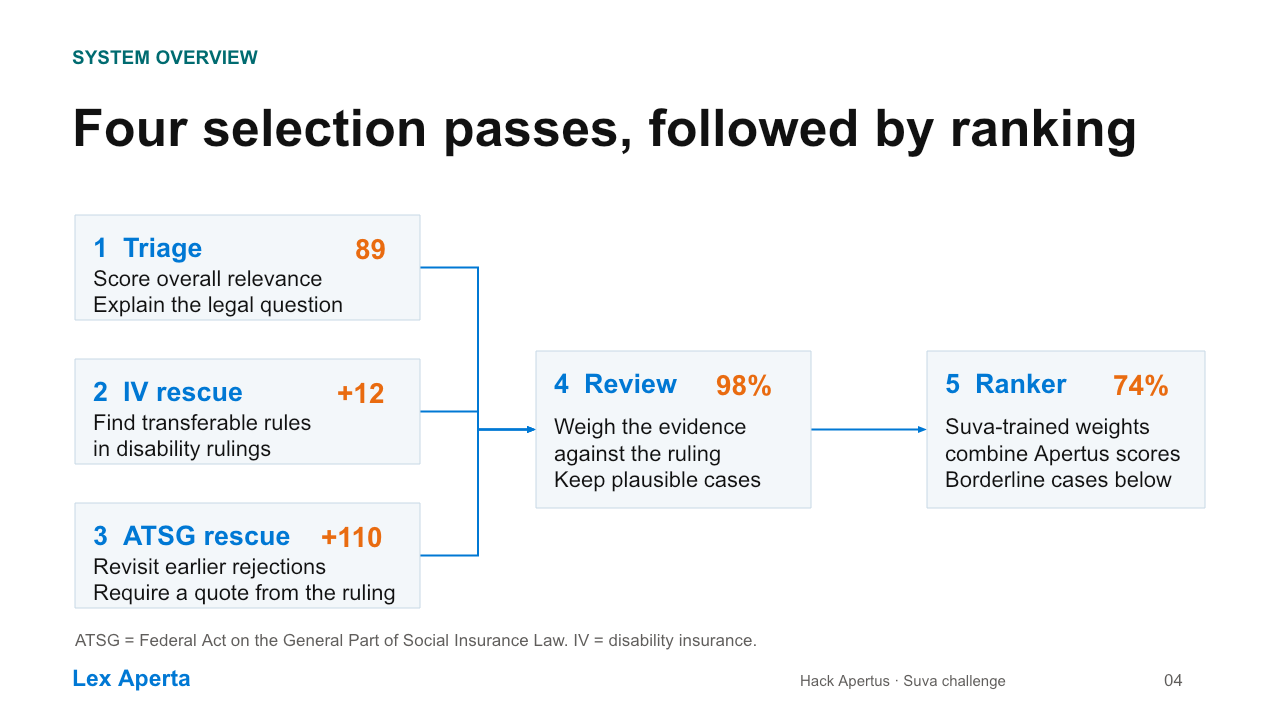 SYSTEM OVERVIEW
Four selection passes, followed by ranking
1 Triage 89
Score overall relevance
Explain the legal question
2 IV rescue +12
Find transferable rules
in disability rulings
3 ATSG rescue +110
Revisit earlier rejections
Require a quote from the ruling
4 Review 98%
Weigh the evidence
against the ruling
Keep plausible cases
5 Ranker 74%
Suva-trained weights
combine Apertus scores
Borderline cases below
ATSG = Federal Act on the General Part of Social Insurance Law. IV = disability insurance.
Lex Aperta
Hack Apertus · Suva challenge
04